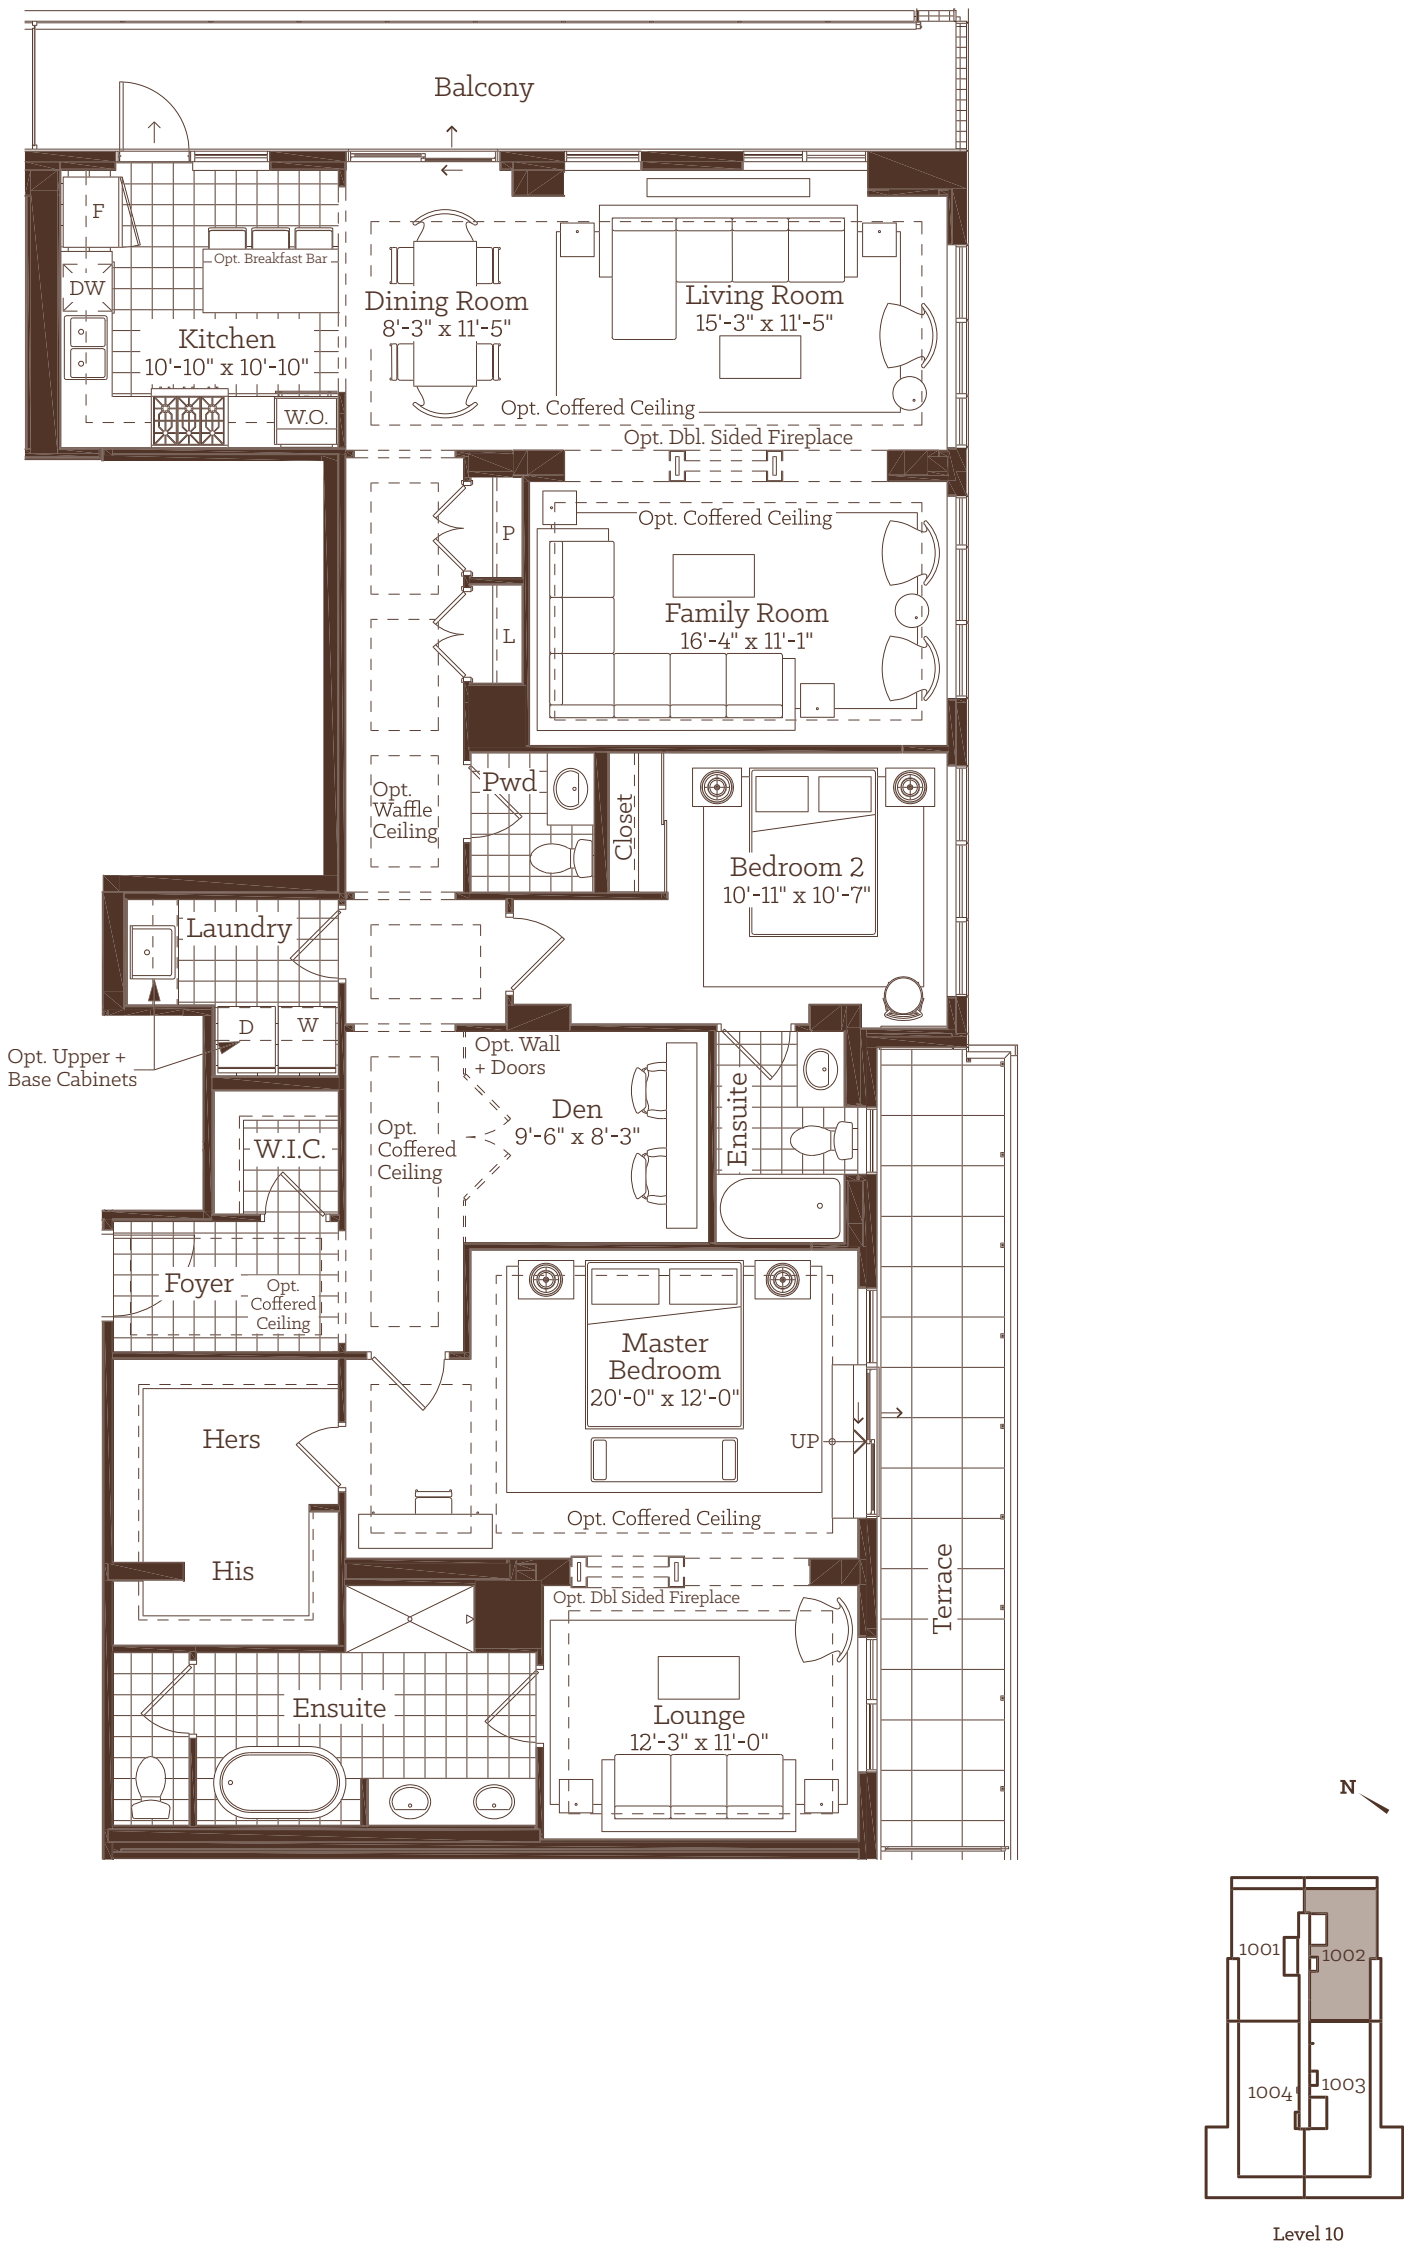 Balcony
F
Opt. Breakfast Bar
DW
Kitchen
10'-10" x 10'-10"
W.O.
Dining Room
8'-3" x 11'-5"
Living Room
15'-3" x 11'-5"
Opt. Coffered Ceiling
Opt. Dbl. Sided Fireplace
Opt. Coffered Ceiling
P
L
Family Room
16'-4" x 11'-1"
Opt.
Waffle
Ceiling
Pwd
Closet
Bedroom 2
10'-11" x 10'-7"
Laundry
D
W
Opt. Upper +
Base Cabinets
Opt. Wall
+ Doors
Den
9'-6" x 8'-3"
Ensuite
W.I.C.
Opt.
Coffered
Ceiling
Foyer
Opt.
Coffered
Ceiling
Master
Bedroom
20'-0" x 12'-0"
UP
Opt. Coffered Ceiling
Hers
His
Opt. Dbl Sided Fireplace
Terrace
Ensuite
Lounge
12'-3" x 11'-0"
N
1001
1002
1004
1003
Level 10